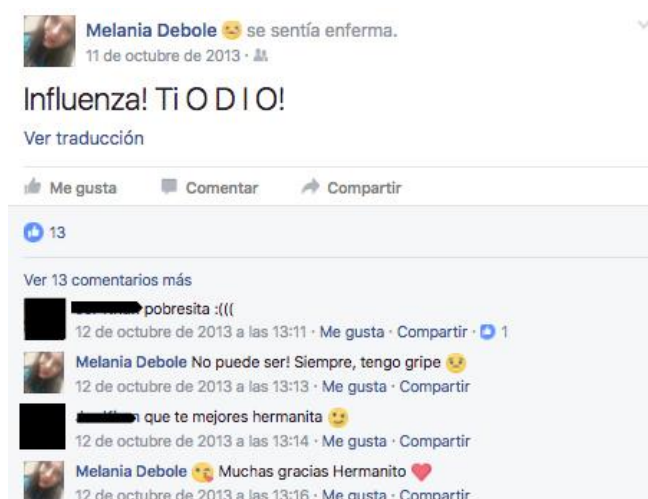 Melania Debole se sentía enferma.
11 de octubre de 2013
Influenza! Ti O D I O!
Ver traducción
Me gusta Comentar Compartir
13
Ver 13 comentarios más
pobresita :(((
12 de octubre de 2013 a las 13:11 · Me gusta · Compartir · 1
Melania Debole No puede ser! Siempre, tengo gripe
12 de octubre de 2013 a las 13:13 · Me gusta · Compartir
que te mejores hermanita
12 de octubre de 2013 a las 13:14 · Me gusta · Compartir
Melania Debole Muchas gracias Hermanito
12 de octubre de 2013 a las 13:16 · Me gusta · Compartir